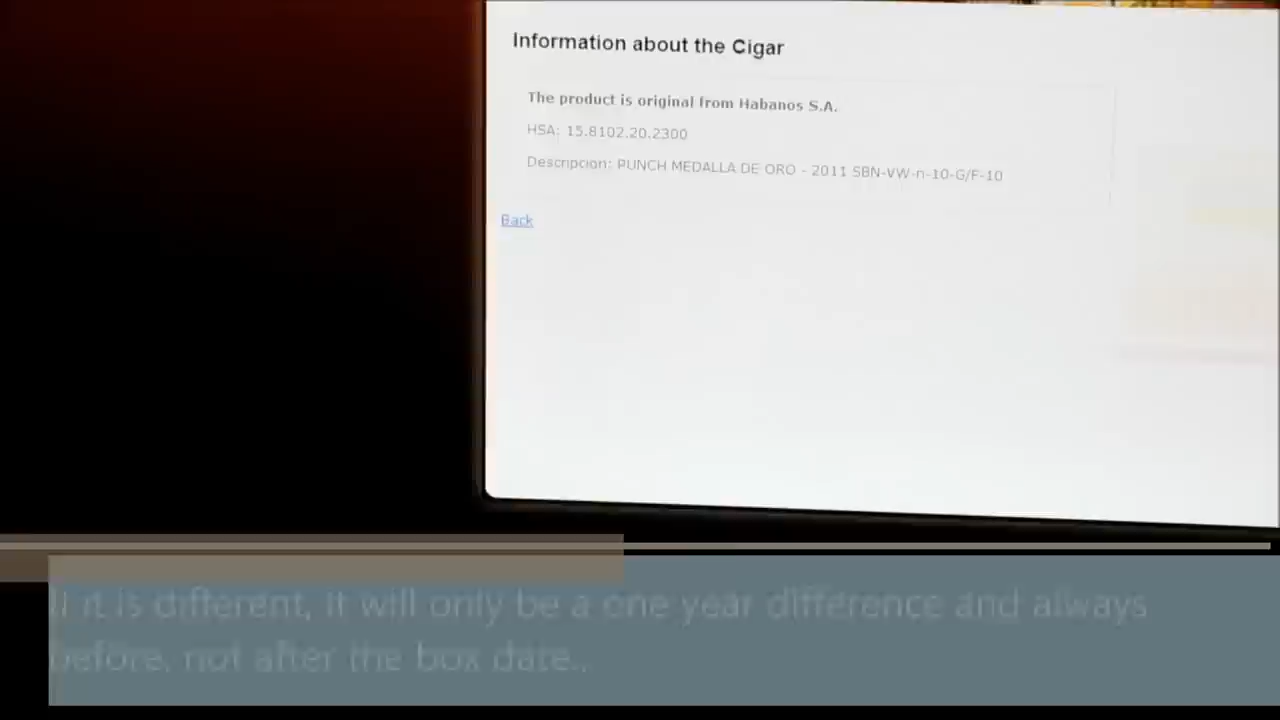 Information about the Cigar
The product is original from Habanos S.A.
HSA: 15.8102.20.2300
Descripcion: PUNCH MEDALLA DE ORO - 2011 SBN-VW-n-10-G/F-10
Back
If it is different, it will only be a one year difference and always
before, not after the box date..